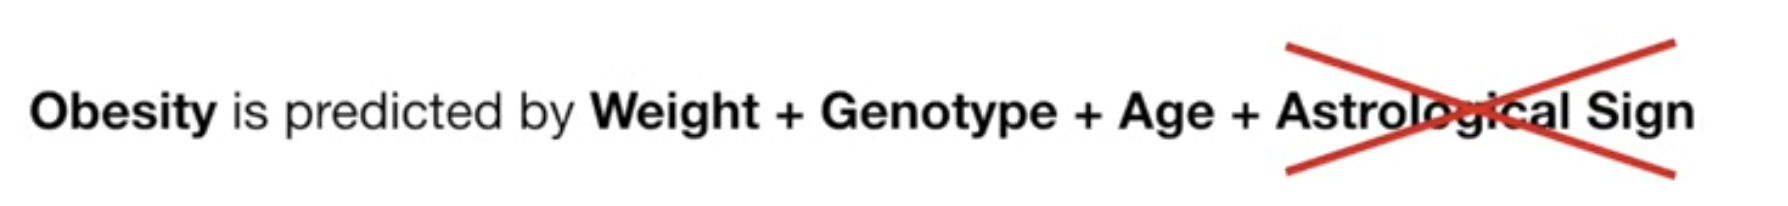 Obesity is predicted by Weight + Genotype + Age + Astrological Sign